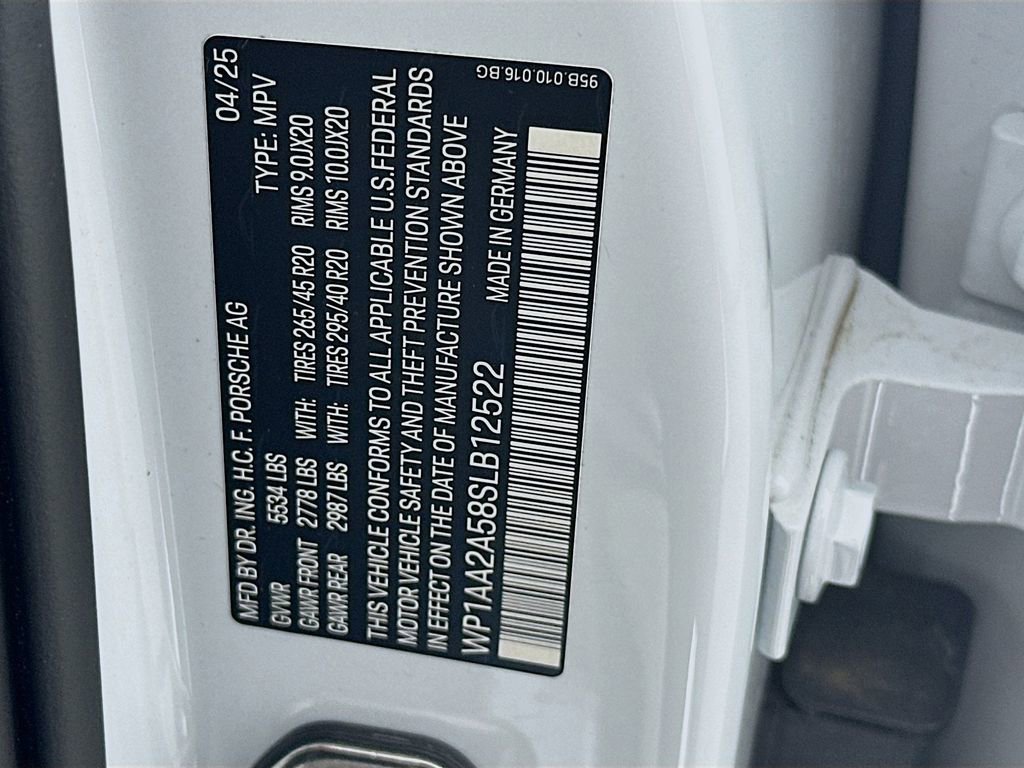 MFD BY DR. ING. H.C. F. PORSCHE AG 04/25
GVWR 5534 LBS TYPE: MPV
GAWR FRONT 2778 LBS WITH: TIRES 265/45 R20 RIMS 9.0JX20
GAWR REAR 2987 LBS WITH: TIRES 295/40 R20 RIMS 10.0JX20
THIS VEHICLE CONFORMS TO ALL APPLICABLE U.S.FEDERAL
MOTOR VEHICLE SAFETY AND THEFT PREVENTION STANDARDS
IN EFFECT ON THE DATE OF MANUFACTURE SHOWN ABOVE
WP1AA2A58SLB12522 MADE IN GERMANY
95B.010.016.BG